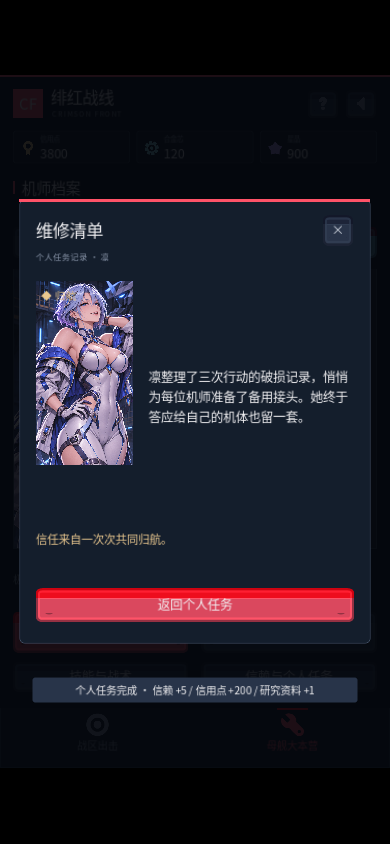 CF
绯红战线
?
3800
120
900
机师档案
维修清单
×
个人任务记录 · 凛
凛整理了三次行动的破损记录，悄悄
为每位机师准备了备用接头。她终于
答应给自己的机体也留一套。
信任来自一次次共同归航。
返回个人任务
个人任务完成 · 信赖 +5 / 信用点 +200 / 研究资料 +1